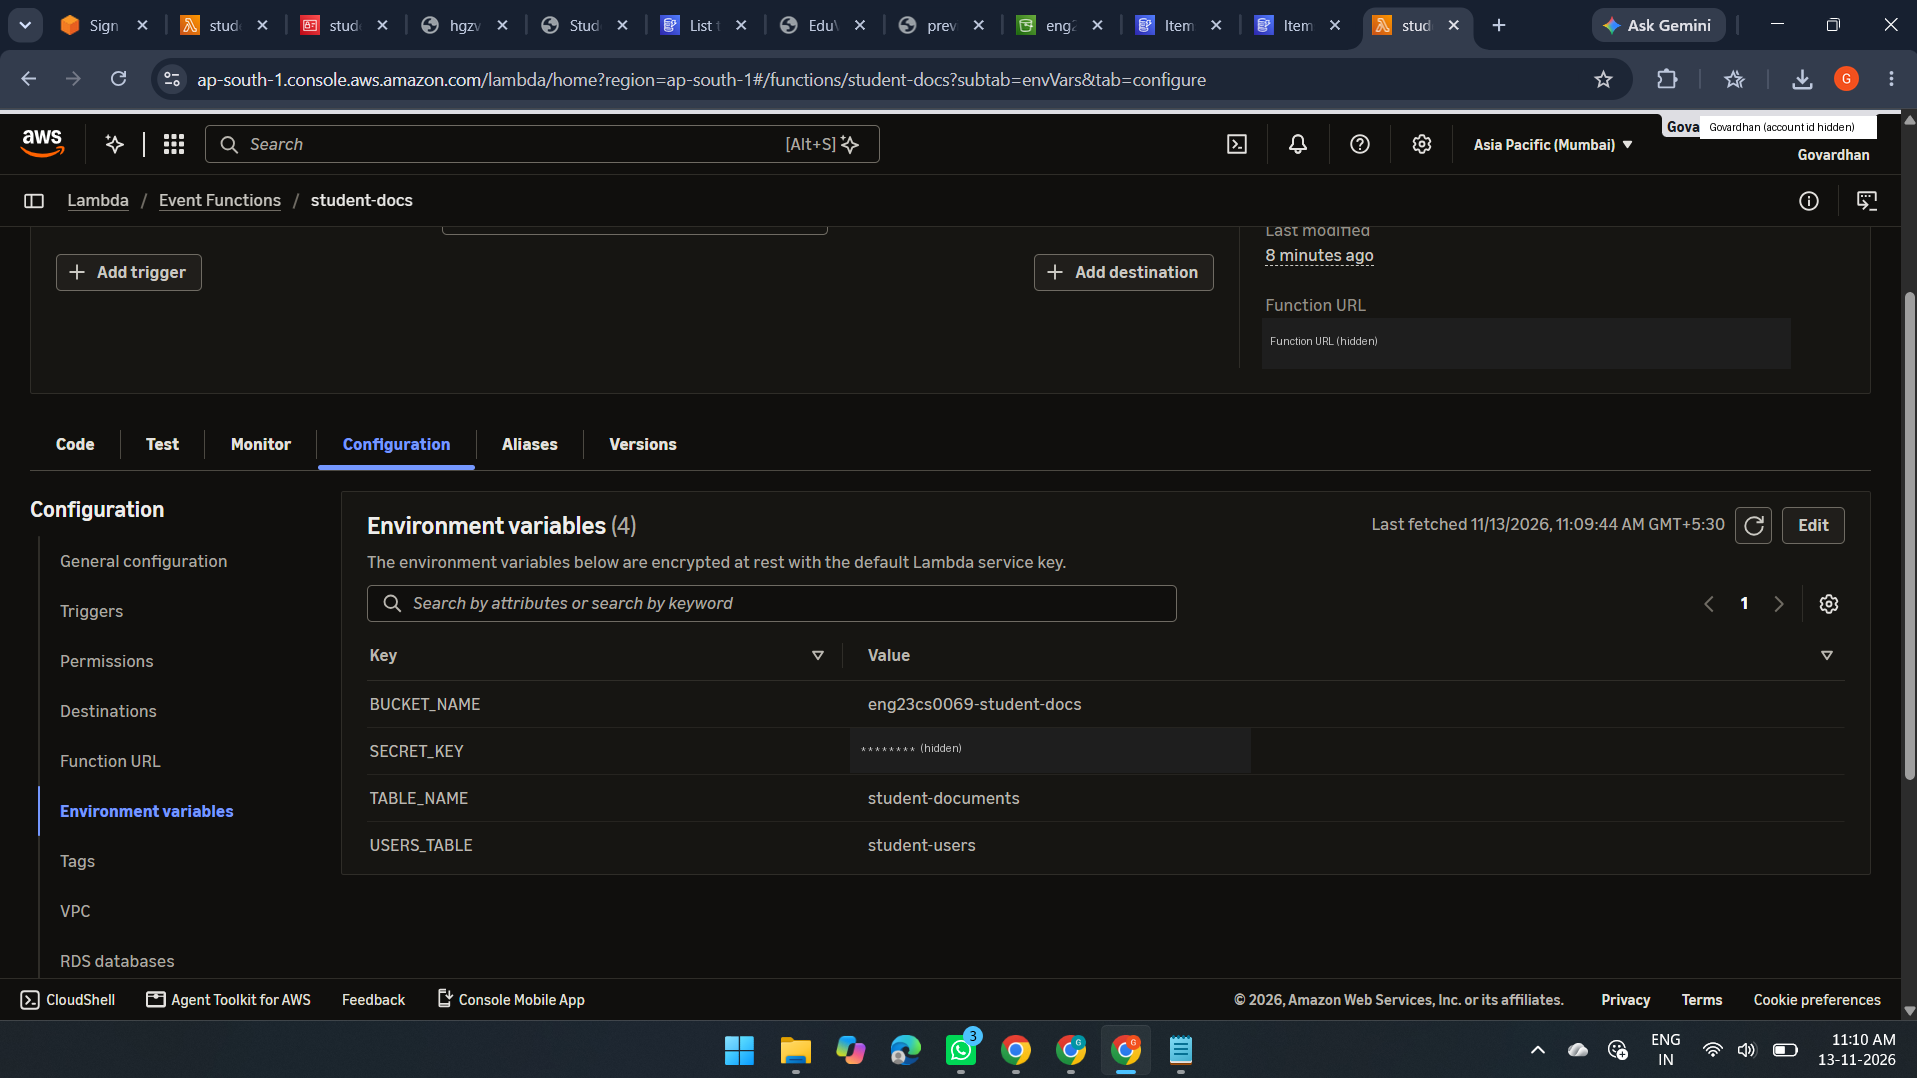 Sign
stud
stud
hgzv
Stud
List t
EduV
prev
eng2
Item
Item
stud
Ask Gemini
ap-south-1.console.aws.amazon.com/lambda/home?region=ap-south-1#/functions/student-docs?subtab=envVars&tab=configure
G
aws
Search
[Alt+S]
Asia Pacific (Mumbai)
Gova
Govardhan (account id hidden)
Govardhan
Lambda / Event Functions / student-docs
Last modified
8 minutes ago
Add trigger
Add destination
Function URL
Function URL (hidden)
Code
Test
Monitor
Configuration
Aliases
Versions
Configuration
General configuration
Triggers
Permissions
Destinations
Function URL
Environment variables
Tags
VPC
RDS databases
Environment variables (4)
Last fetched 11/13/2026, 11:09:44 AM GMT+5:30
Edit
The environment variables below are encrypted at rest with the default Lambda service key.
Search by attributes or search by keyword
1
Key Value
BUCKET_NAME eng23cs0069-student-docs
SECRET_KEY ******** (hidden)
TABLE_NAME student-documents
USERS_TABLE student-users
CloudShell
Agent Toolkit for AWS
Feedback
Console Mobile App
© 2026, Amazon Web Services, Inc. or its affiliates.
Privacy
Terms
Cookie preferences
3
G
G
ENG
IN
11:10 AM
13-11-2026